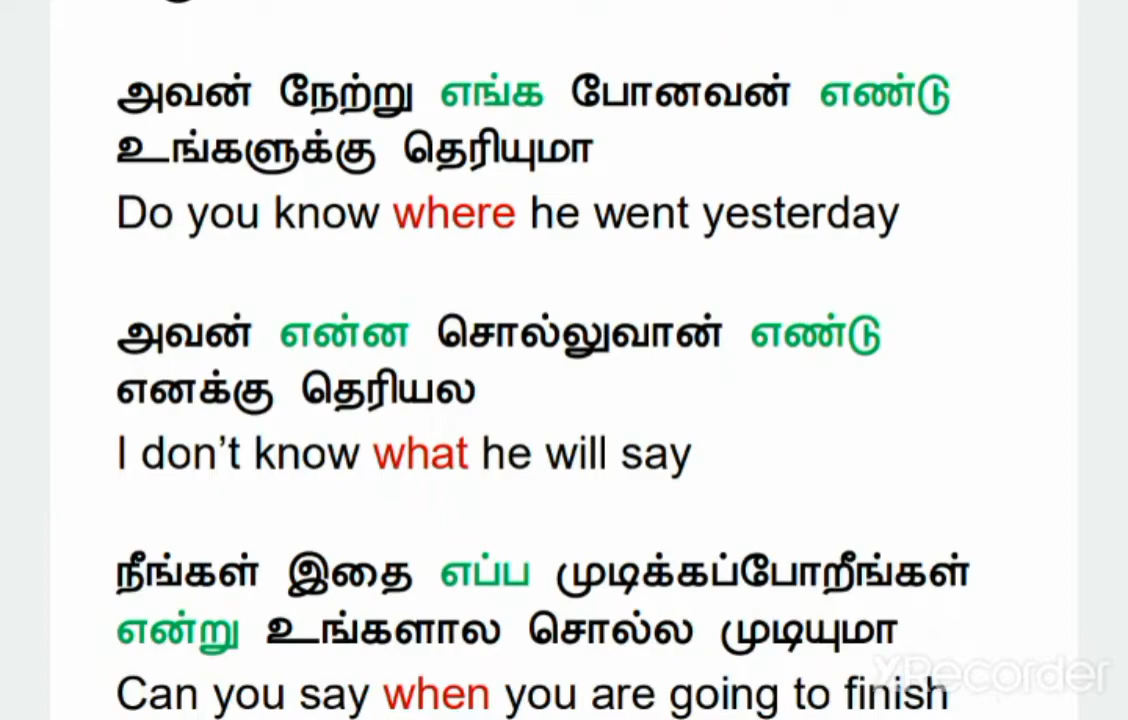 அவன் நேற்று எங்க போனவன் எண்டு
உங்களுக்கு தெரியுமா
Do you know where he went yesterday
அவன் என்ன சொல்லுவான் எண்டு
எனக்கு தெரியல
I don’t know what he will say
நீங்கள் இதை எப்ப முடிக்கப்போறீங்கள்
என்று உங்களால சொல்ல முடியுமா
Can you say when you are going to finish
XRecorder